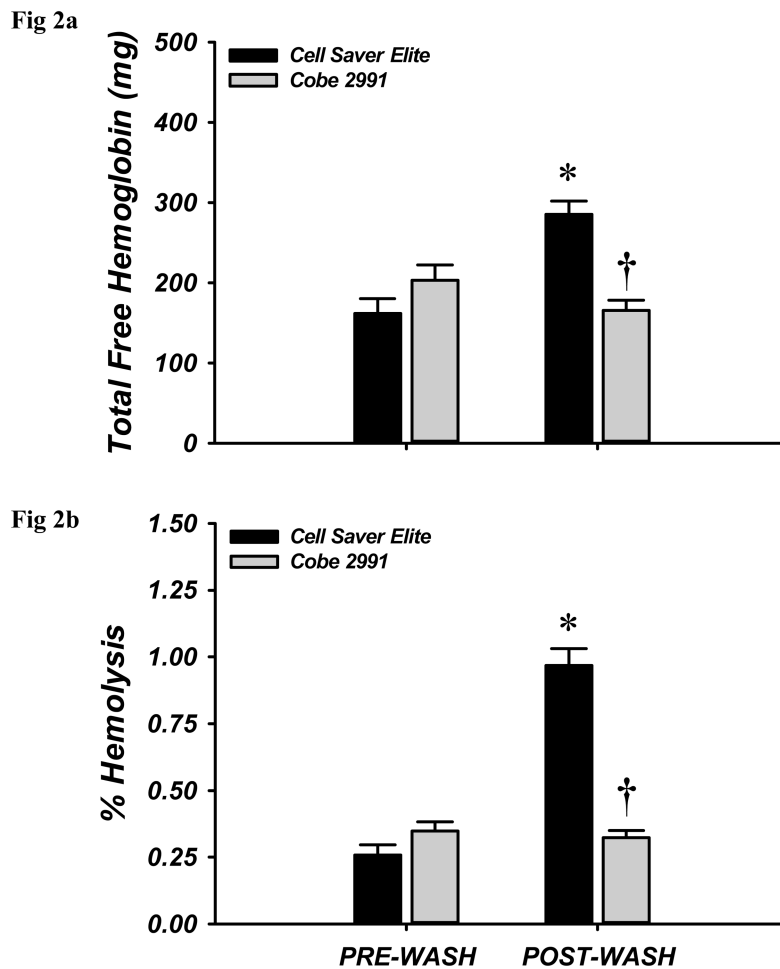 Fig 2a
Total Free Hemoglobin (mg)
500
400
300
200
100
0
Cell Saver Elite
Cobe 2991
*
†
Fig 2b
% Hemolysis
1.50
1.25
1.00
0.75
0.50
0.25
0.00
Cell Saver Elite
Cobe 2991
*
†
PRE-WASH POST-WASH